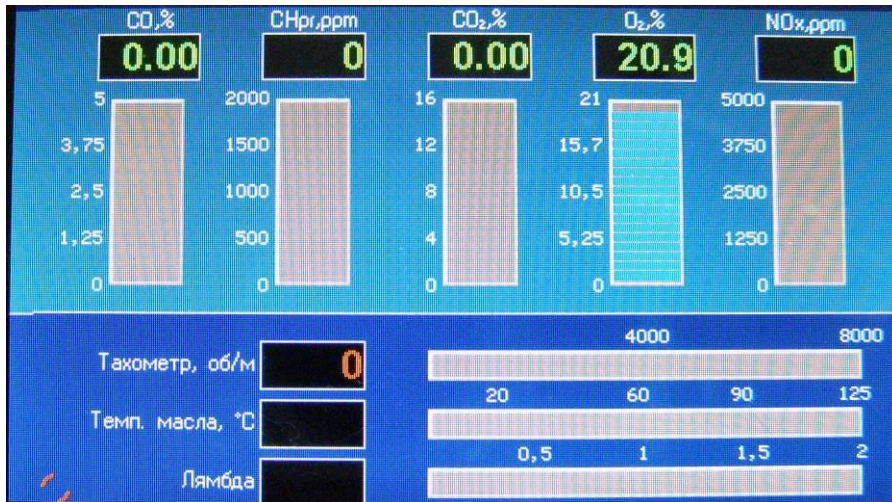 CO,% CHpr,ppm CO₂,% O₂,% NOx,ppm
0.00 0 0.00 20.9 0
5 2000 16 21 5000
3,75 1500 12 15,7 3750
2,5 1000 8 10,5 2500
1,25 500 4 5,25 1250
0 0 0 0 0
4000 8000
Тахометр, об/м 0
20 60 90 125
Темп. масла, °C
0,5 1 1,5 2
Лямбда